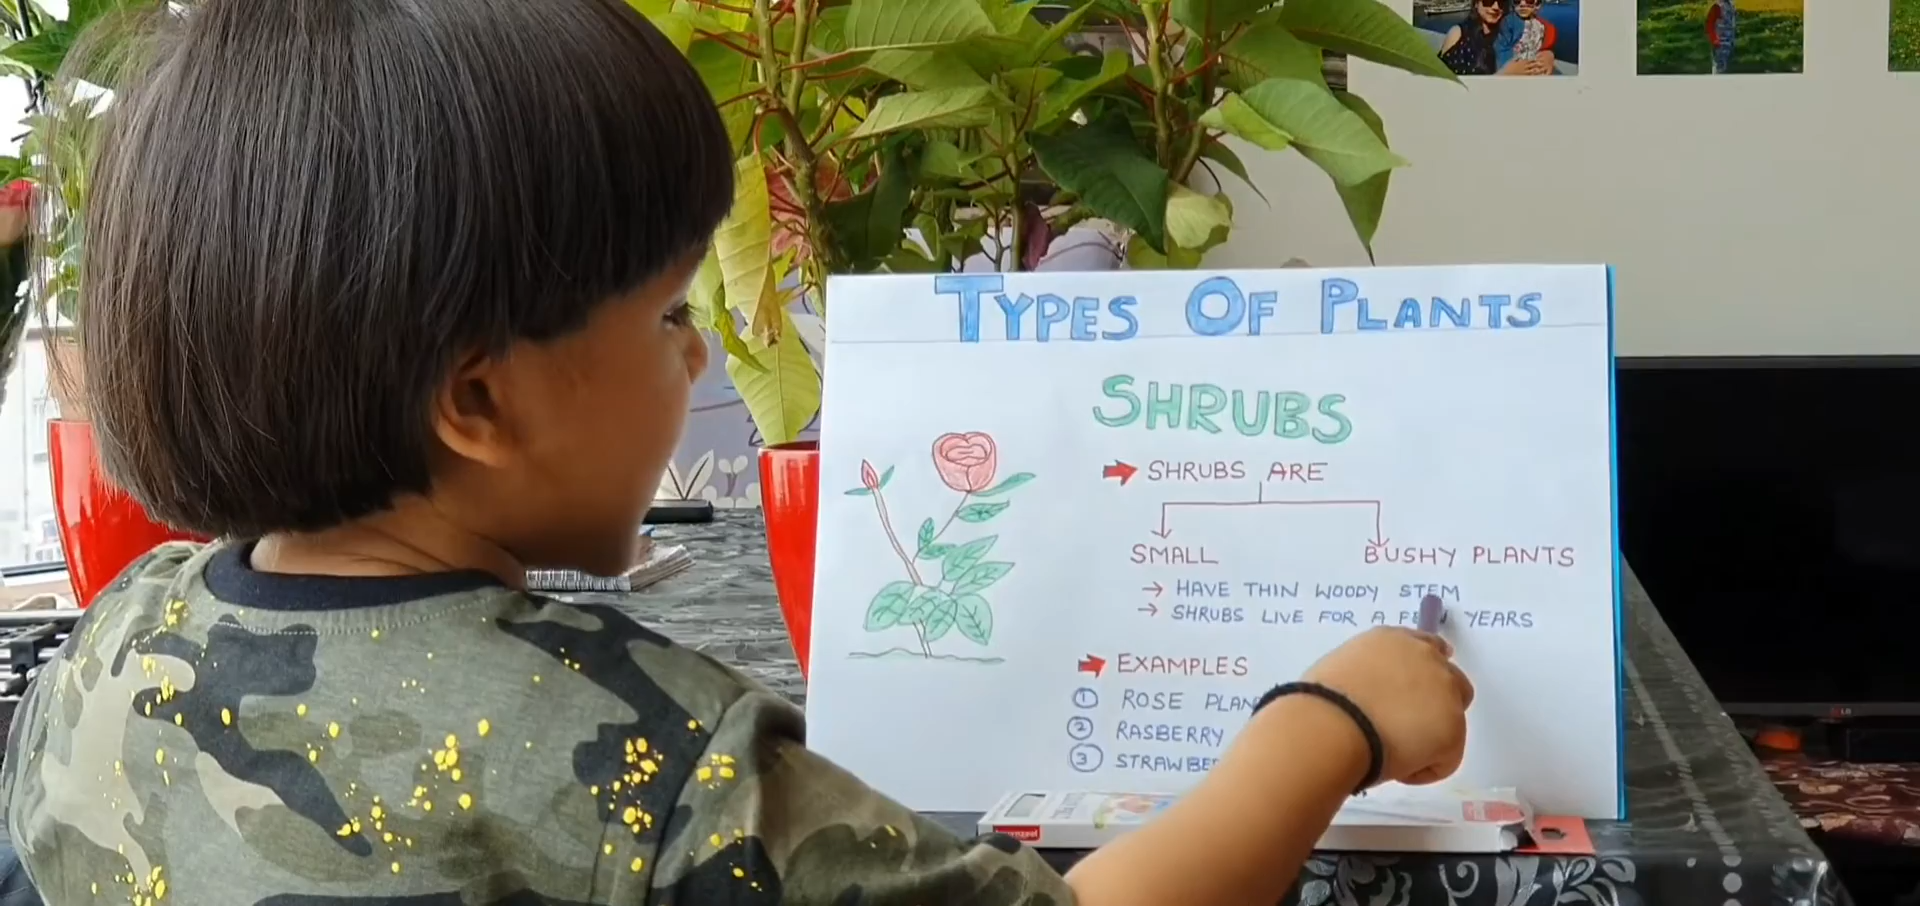 TYPES OF PLANTS
SHRUBS
SHRUBS ARE
SMALL BUSHY PLANTS
HAVE THIN WOODY STEM
SHRUBS LIVE FOR A YEARS
EXAMPLES
1 ROSE
2 RASBERRY
3
LG